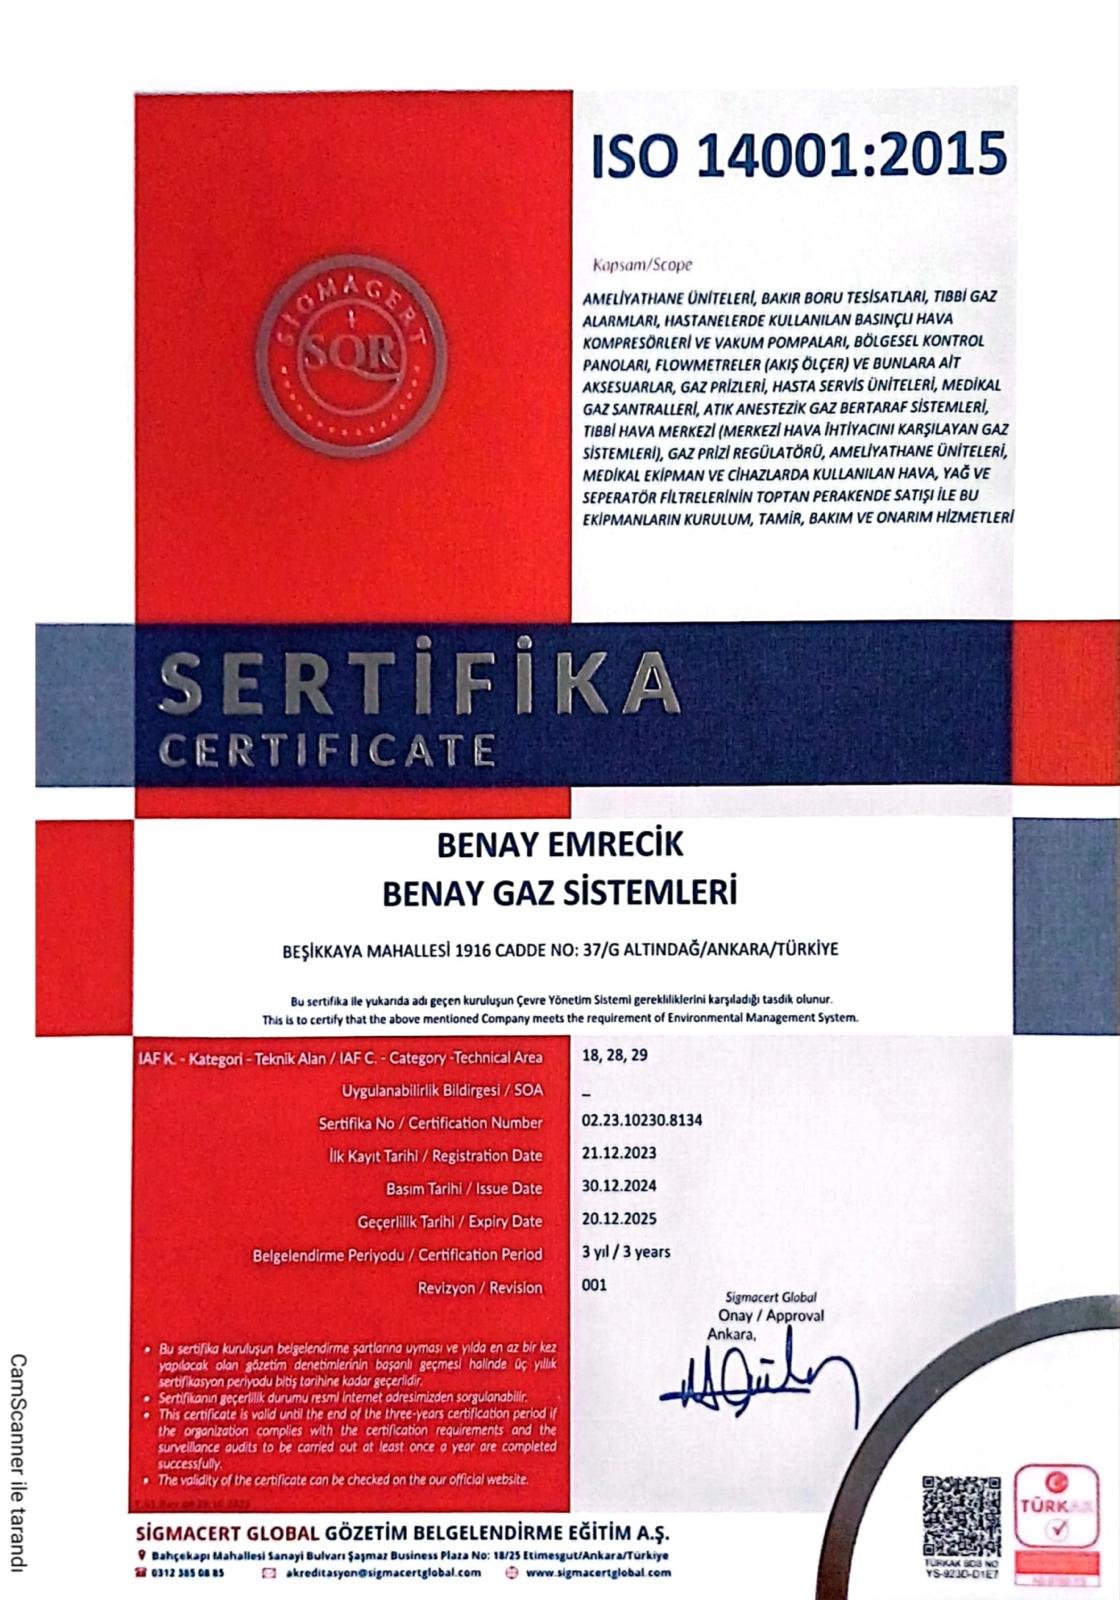 ISO 14001:2015
Kapsam/Scope
AMELİYATHANE ÜNİTELERİ, BAKIR BORU TESİSATLARI, TIBBİ GAZ
ALARMLARI, HASTANELERDE KULLANILAN BASINÇLI HAVA
KOMPRESÖRLERİ VE VAKUM POMPALARI, BÖLGESEL KONTROL
PANOLARI, FLOWMETRELER (AKIŞ ÖLÇER) VE BUNLARA AİT
AKSESUARLAR, GAZ PRİZLERİ, HASTA SERVİS ÜNİTELERİ, MEDİKAL
GAZ SANTRALLERİ, ATIK ANESTEZİK GAZ BERTARAF SİSTEMLERİ,
TIBBİ HAVA MERKEZİ (MERKEZİ HAVA İHTİYACINI KARŞILAYAN GAZ
SİSTEMLERİ), GAZ PRİZİ REGÜLATÖRÜ, AMELİYATHANE ÜNİTELERİ,
MEDİKAL EKİPMAN VE CİHAZLARDA KULLANILAN HAVA, YAĞ VE
SEPERATÖR FİLTRELERİNİN TOPTAN PERAKENDE SATIŞI İLE BU
EKİPMANLARIN KURULUM, TAMİR, BAKIM VE ONARIM HİZMETLERİ
SIGMACERT
SQR
SERTİFİKA
CERTIFICATE
BENAY EMRECİK
BENAY GAZ SİSTEMLERİ
BEŞİKKAYA MAHALLESİ 1916 CADDE NO: 37/G ALTINDAĞ/ANKARA/TÜRKİYE
Bu sertifika ile yukarıda adı geçen kuruluşun Çevre Yönetim Sistemi gerekliliklerini karşıladığı tasdik olunur.
This is to certify that the above mentioned Company meets the requirement of Environmental Management System.
IAF K. - Kategori - Teknik Alan / IAF C. - Category -Technical Area 18, 28, 29
Uygulanabilirlik Bildirgesi / SOA –
Sertifika No / Certification Number 02.23.10230.8134
İlk Kayıt Tarihi / Registration Date 21.12.2023
Basım Tarihi / Issue Date 30.12.2024
Geçerlilik Tarihi / Expiry Date 20.12.2025
Belgelendirme Periyodu / Certification Period 3 yıl / 3 years
Revizyon / Revision 001
Sigmacert Global
Onay / Approval
Ankara,
• Bu sertifika kuruluşun belgelendirme şartlarına uyması ve yılda en az bir kez
yapılacak olan gözetim denetimlerinin başarılı geçmesi halinde üç yıllık
sertifikasyon periyodu bitiş tarihine kadar geçerlidir.
• Sertifikanın geçerlilik durumu resmi internet adresimizden sorgulanabilir.
• This certificate is valid until the end of the three-years certification period if
the organization complies with the certification requirements and the
surveillance audits to be carried out at least once a year are completed
successfully.
• The validity of the certificate can be checked on the our official website.
SİGMACERT GLOBAL GÖZETİM BELGELENDİRME EĞİTİM A.Ş.
Bahçekapı Mahallesi Sanayi Bulvarı Şaşmaz Business Plaza No: 18/25 Etimesgut/Ankara/Türkiye
0312 385 08 85 akreditasyon@sigmacertglobal.com www.sigmacertglobal.com
TÜRKAK BDS NO
YS-923D-D1E7
TÜRKAK
CamScanner ile tarandı